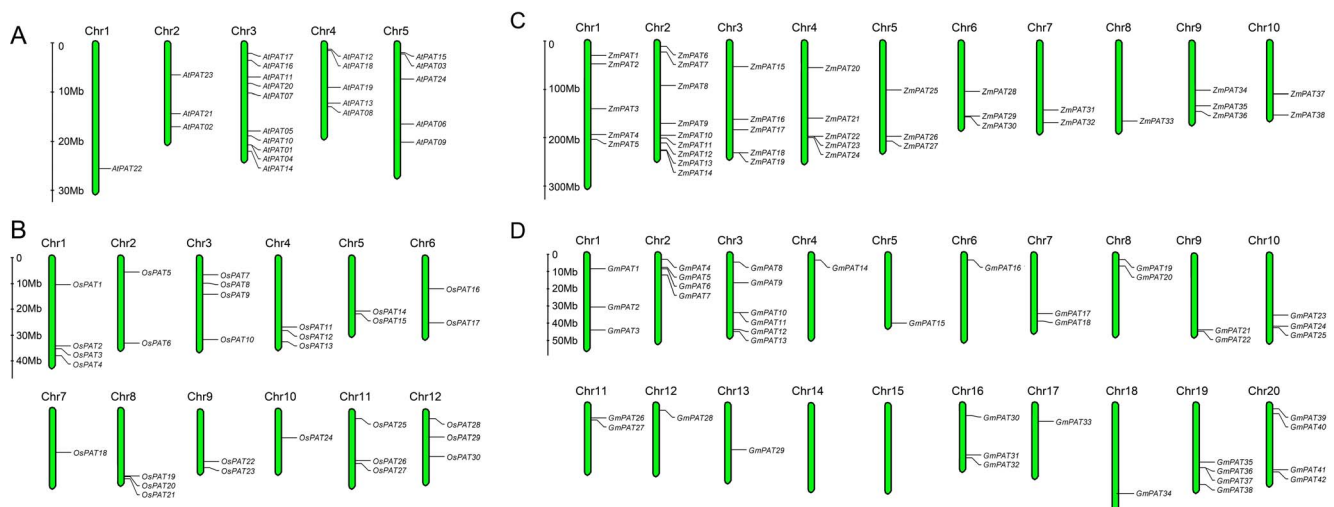 A
Chr1 Chr2 Chr3 Chr4 Chr5
0
10Mb
20Mb
30Mb
AtPAT22
AtPAT23
AtPAT21
AtPAT02
AtPAT17
AtPAT16
AtPAT11
AtPAT20
AtPAT07
AtPAT05
AtPAT10
AtPAT01
AtPAT04
AtPAT14
AtPAT12
AtPAT18
AtPAT19
AtPAT13
AtPAT08
AtPAT15
AtPAT03
AtPAT24
AtPAT06
AtPAT09
B
Chr1 Chr2 Chr3 Chr4 Chr5 Chr6
0
10Mb
20Mb
30Mb
40Mb
OsPAT1
OsPAT2
OsPAT3
OsPAT4
OsPAT5
OsPAT6
OsPAT7
OsPAT8
OsPAT9
OsPAT10
OsPAT11
OsPAT12
OsPAT13
OsPAT14
OsPAT15
OsPAT16
OsPAT17
Chr7 Chr8 Chr9 Chr10 Chr11 Chr12
OsPAT18
OsPAT19
OsPAT20
OsPAT21
OsPAT22
OsPAT23
OsPAT24
OsPAT25
OsPAT26
OsPAT27
OsPAT28
OsPAT29
OsPAT30
C
Chr1 Chr2 Chr3 Chr4 Chr5 Chr6 Chr7 Chr8 Chr9 Chr10
0
100Mb
200Mb
300Mb
ZmPAT1
ZmPAT2
ZmPAT3
ZmPAT4
ZmPAT5
ZmPAT6
ZmPAT7
ZmPAT8
ZmPAT9
ZmPAT10
ZmPAT11
ZmPAT12
ZmPAT13
ZmPAT14
ZmPAT15
ZmPAT16
ZmPAT17
ZmPAT18
ZmPAT19
ZmPAT20
ZmPAT21
ZmPAT22
ZmPAT23
ZmPAT24
ZmPAT25
ZmPAT26
ZmPAT27
ZmPAT28
ZmPAT29
ZmPAT30
ZmPAT31
ZmPAT32
ZmPAT33
ZmPAT34
ZmPAT35
ZmPAT36
ZmPAT37
ZmPAT38
D
Chr1 Chr2 Chr3 Chr4 Chr5 Chr6 Chr7 Chr8 Chr9 Chr10
0
10Mb
20Mb
30Mb
40Mb
50Mb
GmPAT1
GmPAT2
GmPAT3
GmPAT4
GmPAT5
GmPAT6
GmPAT7
GmPAT8
GmPAT9
GmPAT10
GmPAT11
GmPAT12
GmPAT13
GmPAT14
GmPAT15
GmPAT16
GmPAT17
GmPAT18
GmPAT19
GmPAT20
GmPAT21
GmPAT22
GmPAT23
GmPAT24
GmPAT25
Chr11 Chr12 Chr13 Chr14 Chr15 Chr16 Chr17 Chr18 Chr19 Chr20
GmPAT26
GmPAT27
GmPAT28
GmPAT29
GmPAT30
GmPAT31
GmPAT32
GmPAT33
GmPAT34
GmPAT35
GmPAT36
GmPAT37
GmPAT38
GmPAT39
GmPAT40
GmPAT41
GmPAT42